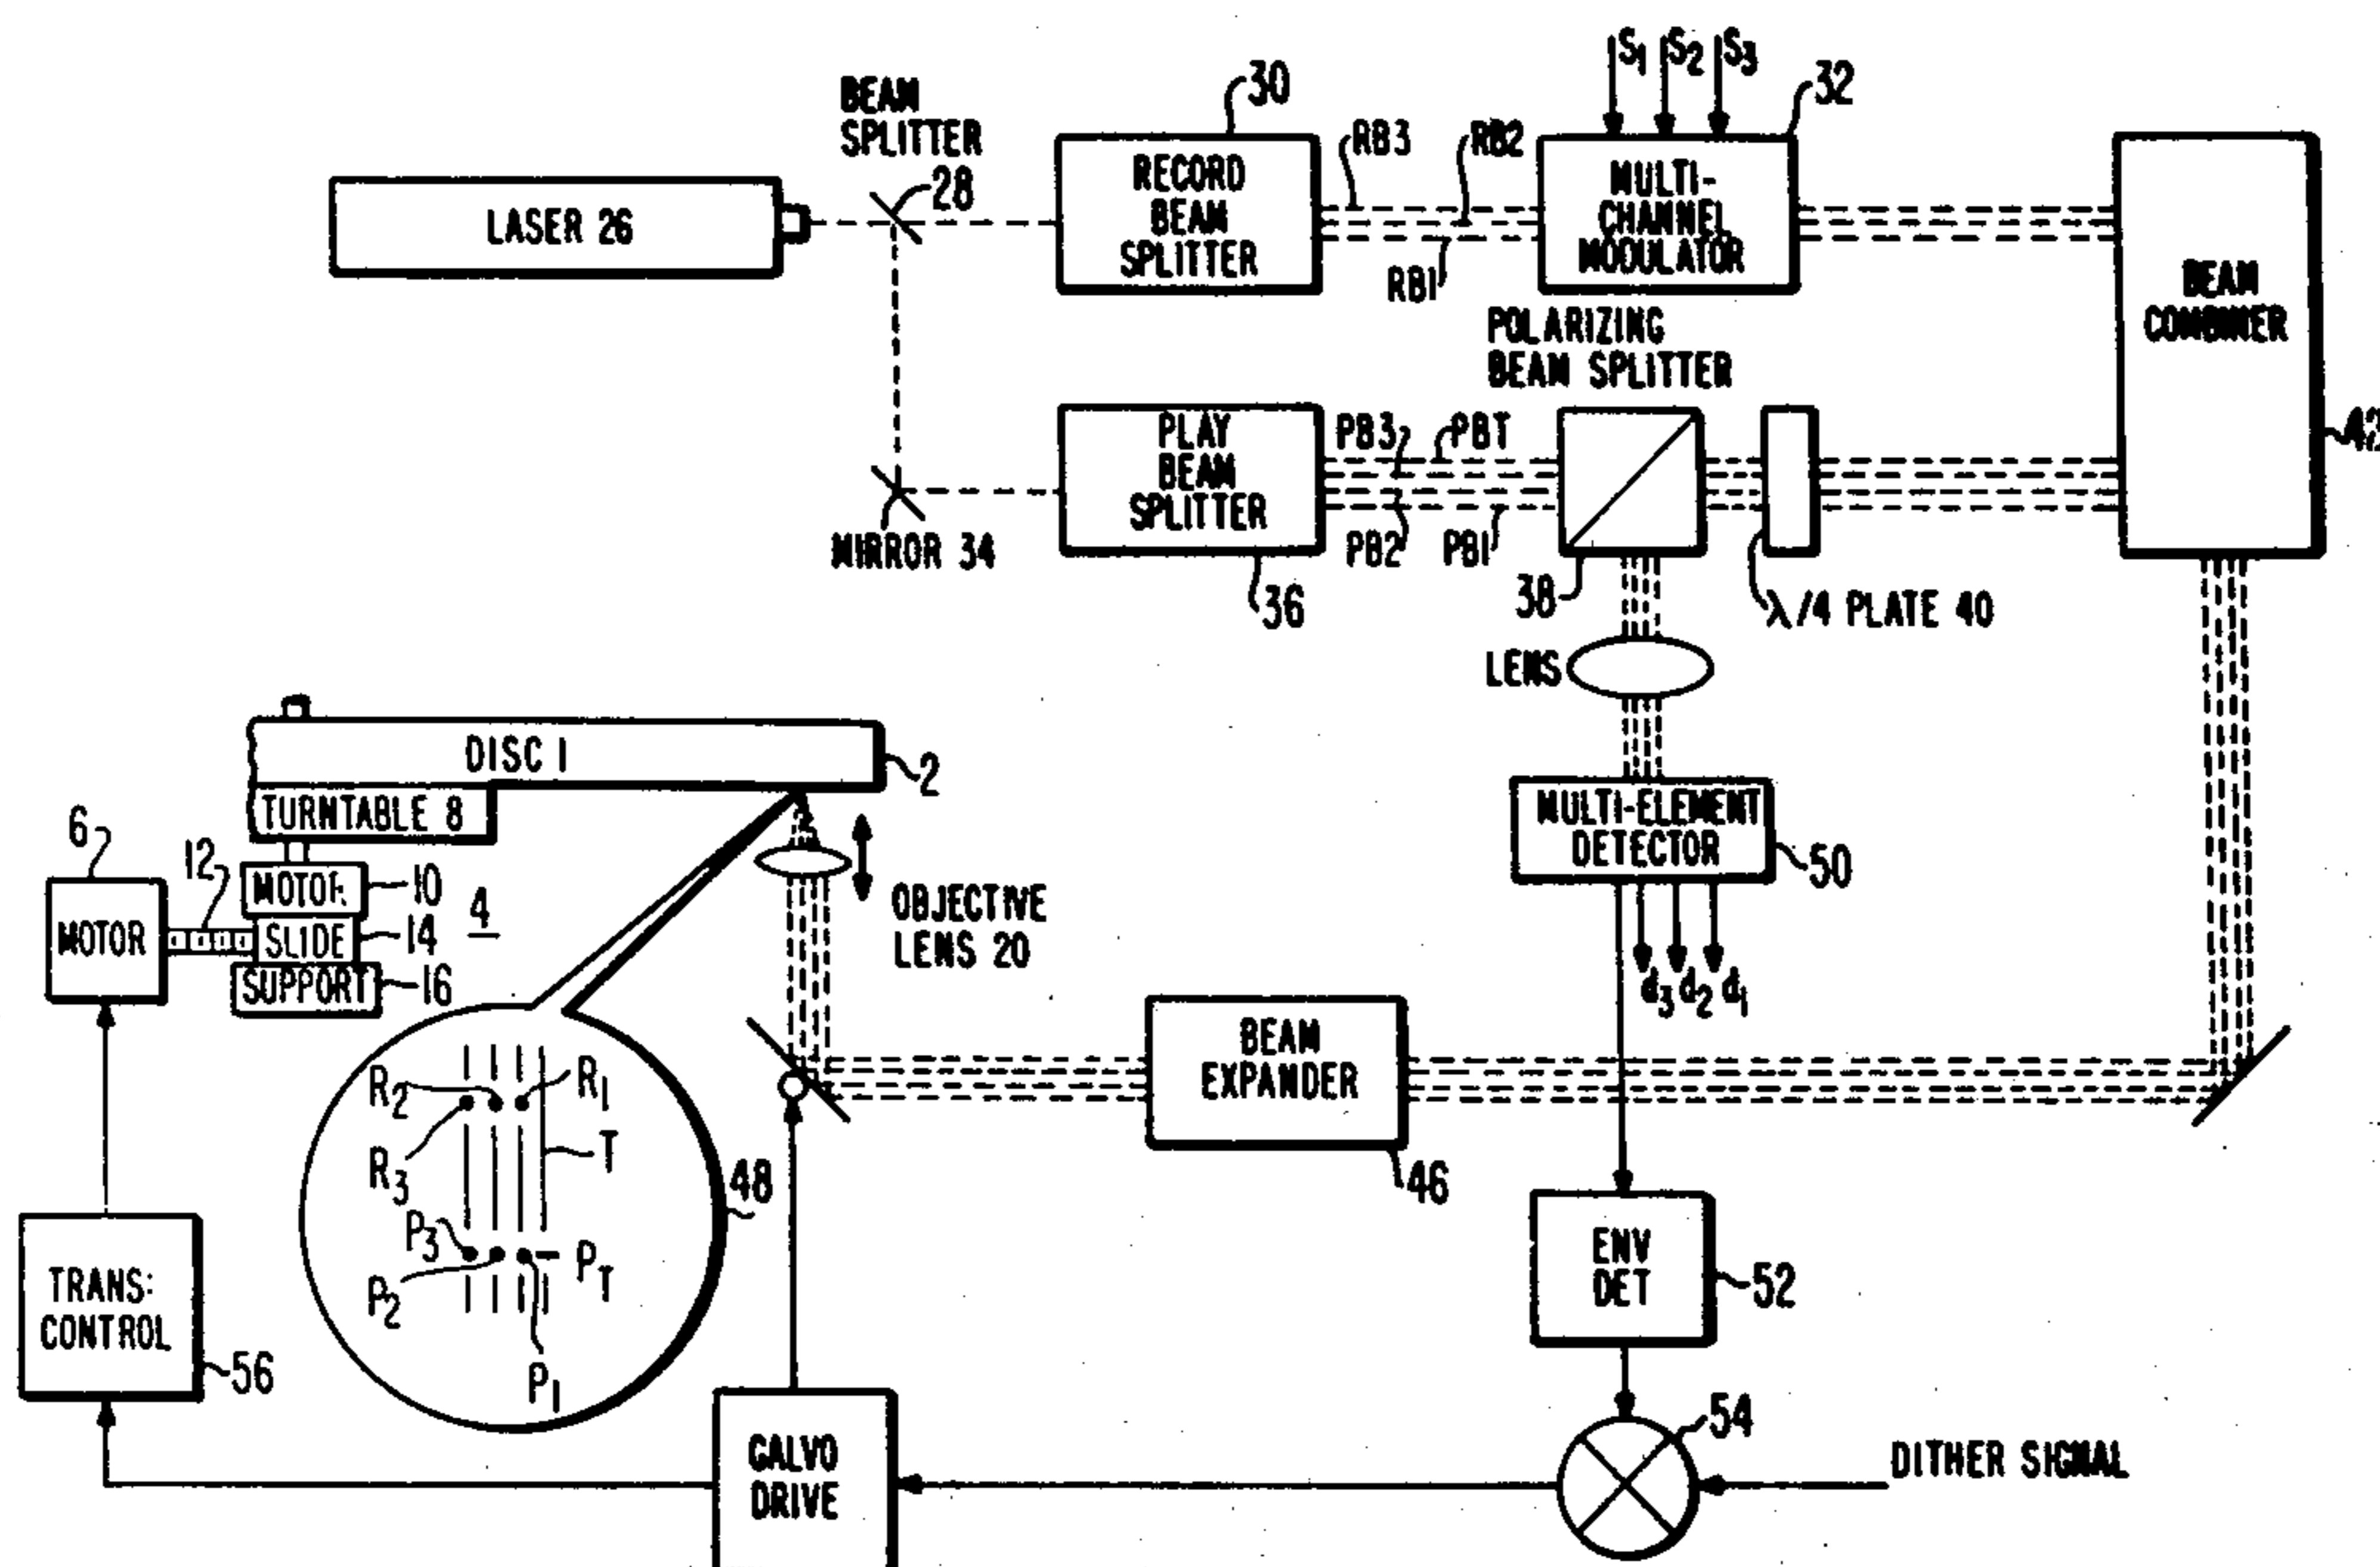 S1 S2 S3
BEAM
SPLITTER
28
30
32
LASER 26
RECORD
BEAM
SPLITTER
RB3
RB2
RB1
MULTI-
CHANNEL
MODULATOR
BEAM
COMBINER
42
POLARIZING
BEAM SPLITTER
MIRROR 34
PLAY
BEAM
SPLITTER
36
PB3
PBT
PB2
PB1
38
λ/4 PLATE 40
LENS
DISC 1
2
TURNTABLE 8
6
12
MOTOR
MOTOR
10
SLIDE
14
4
SUPPORT
16
OBJECTIVE
LENS 20
MULTI-ELEMENT
DETECTOR
50
d3 d2 d1
BEAM
EXPANDER
46
R2
R1
R3
T
48
P3
PT
P2
P1
TRANS:
CONTROL
56
ENV
DET
52
54
GALVO
DRIVE
DITHER SIGNAL